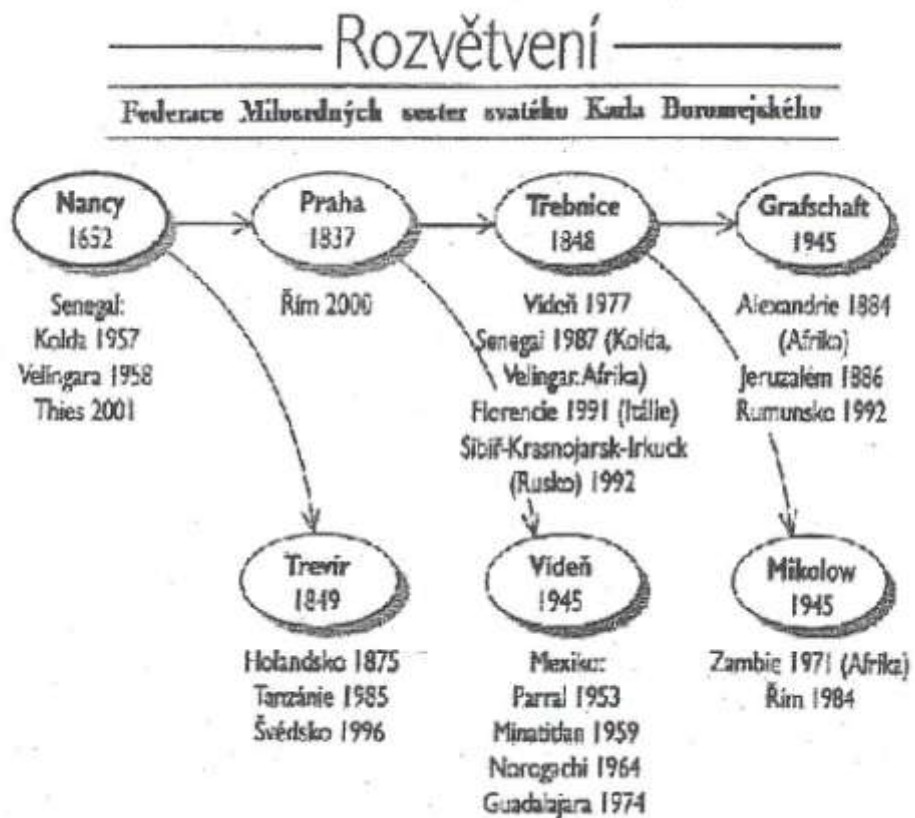 Rozvětvení
Federace Milosrdných sester svatého Karla Boromejského
Nancy
1652
Senegal:
Kolda 1957
Velingara 1958
Thies 2001
Praha
1837
Řím 2000
Třebnice
1848
Vídeň 1977
Senegal 1987 (Kolda,
Velingar.Afrika)
Florencie 1991 (Itálie)
Sibiř-Krasnojarsk-Irkuck
(Rusko) 1992
Grafschaft
1945
Alexandrie 1884
(Afrika)
Jeruzalém 1886
Rumunsko 1992
Trevír
1849
Holandsko 1875
Tanzánie 1985
Švédsko 1996
Vídeň
1945
Mexiko:
Parral 1953
Minatitlan 1959
Norogachi 1964
Guadalajara 1974
Mikolow
1945
Zambie 1971 (Afrika)
Řím 1984